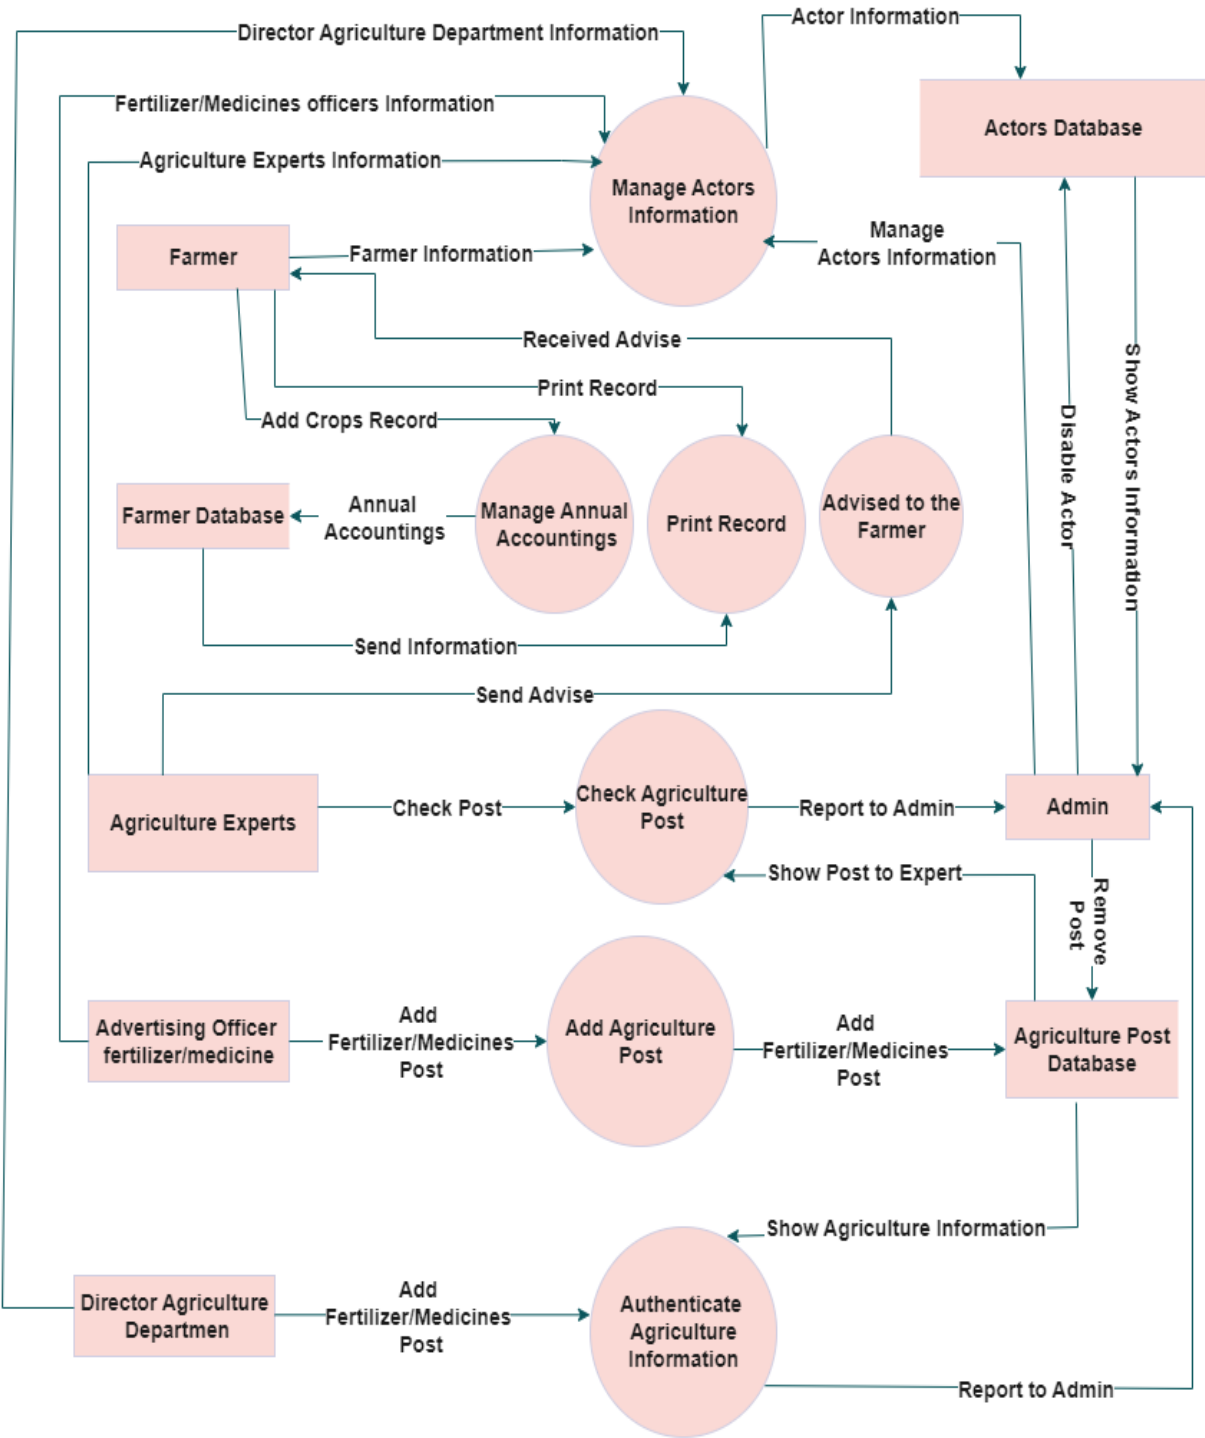 Director Agriculture Department Information
Actor Information
Fertilizer/Medicines officers Information
Actors Database
Agriculture Experts Information
Manage Actors
Information
Manage
Actors Information
Farmer
Farmer Information
Received Advise
Show Actors Information
Print Record
Disable Actor
Add Crops Record
Farmer Database
Annual
Accountings
Manage Annual
Accountings
Print Record
Advised to the
Farmer
Send Information
Send Advise
Agriculture Experts
Check Post
Check Agriculture
Post
Report to Admin
Admin
Show Post to Expert
Remove
Post
Advertising Officer
fertilizer/medicine
Add
Fertilizer/Medicines
Post
Add Agriculture
Post
Add
Fertilizer/Medicines
Post
Agriculture Post
Database
Show Agriculture Information
Director Agriculture
Departmen
Add
Fertilizer/Medicines
Post
Authenticate
Agriculture
Information
Report to Admin